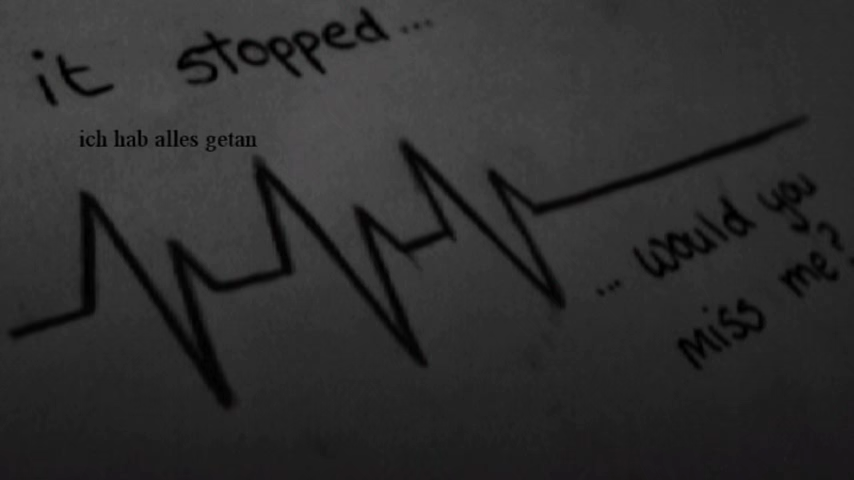 it stopped...
ich hab alles getan
... would you
miss me?